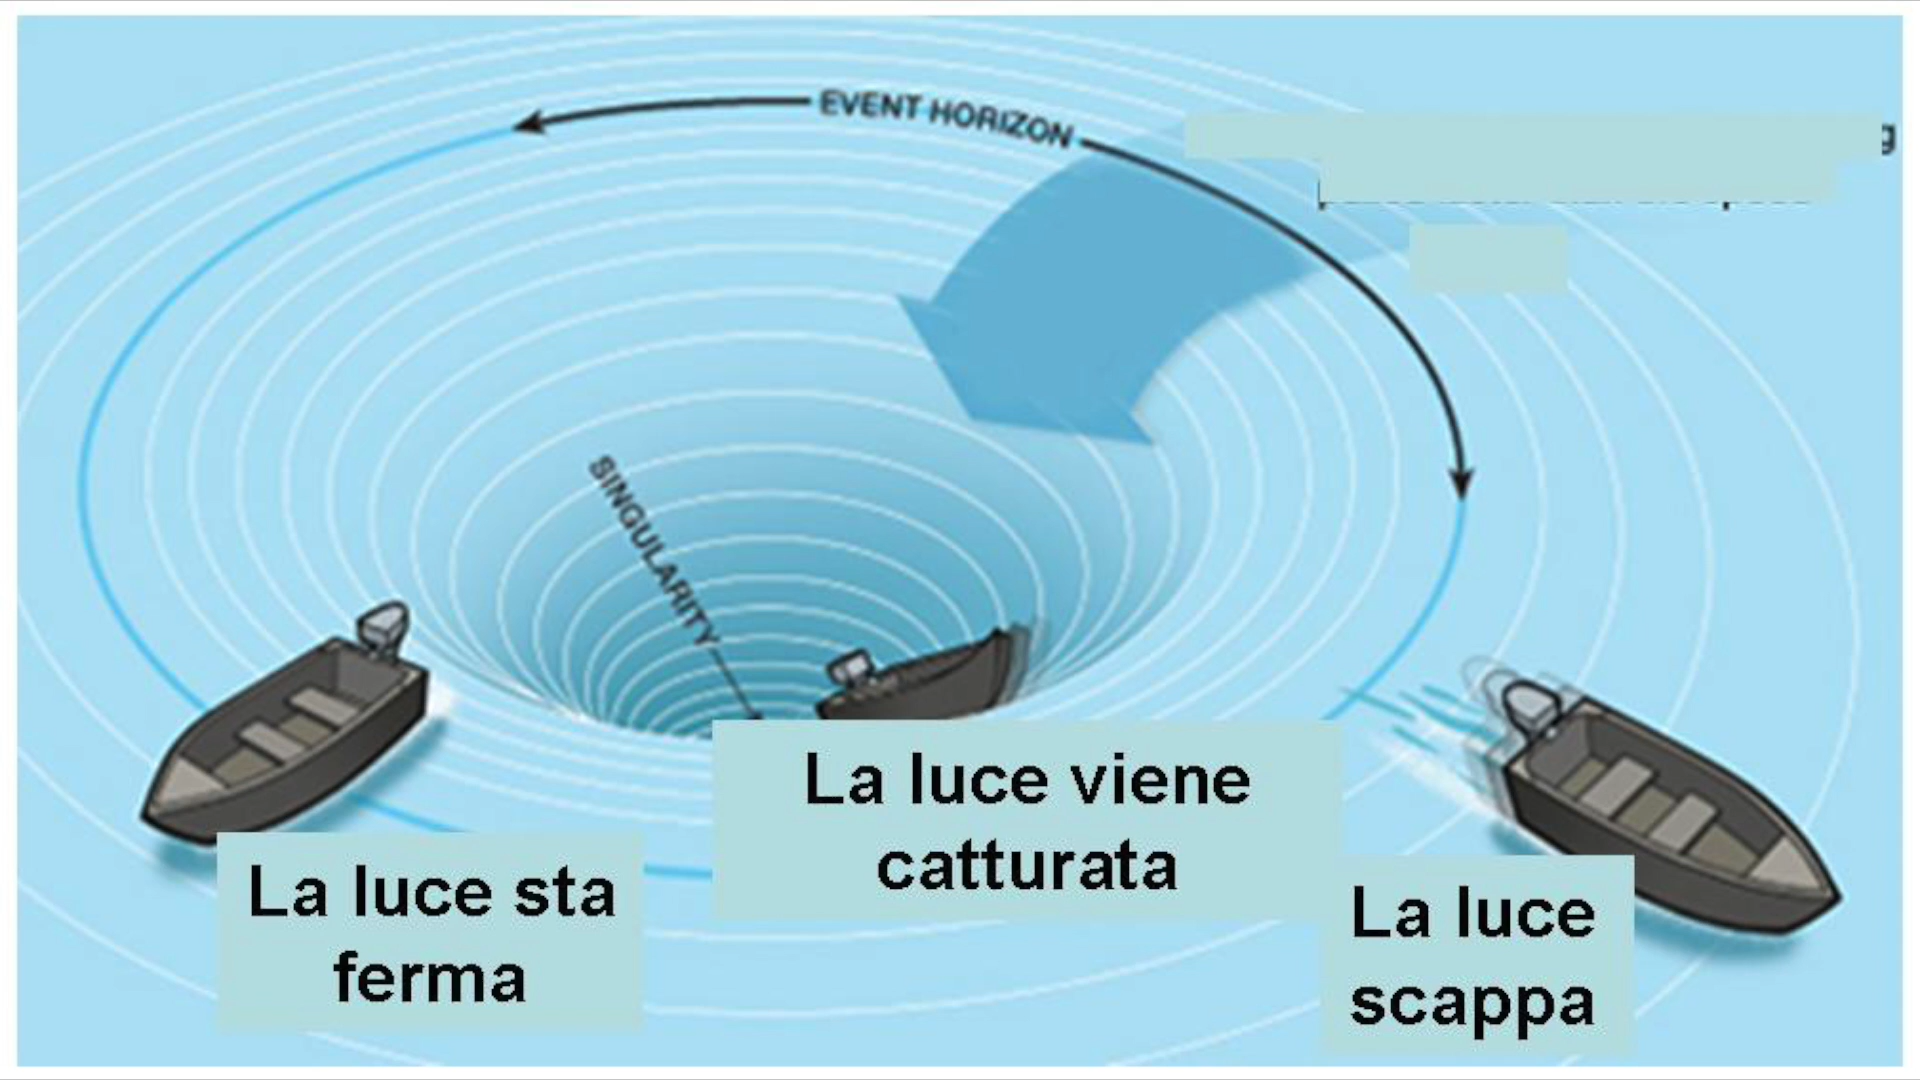 EVENT HORIZON
SINGULARITY
La luce viene
catturata
La luce sta
ferma
La luce
scappa